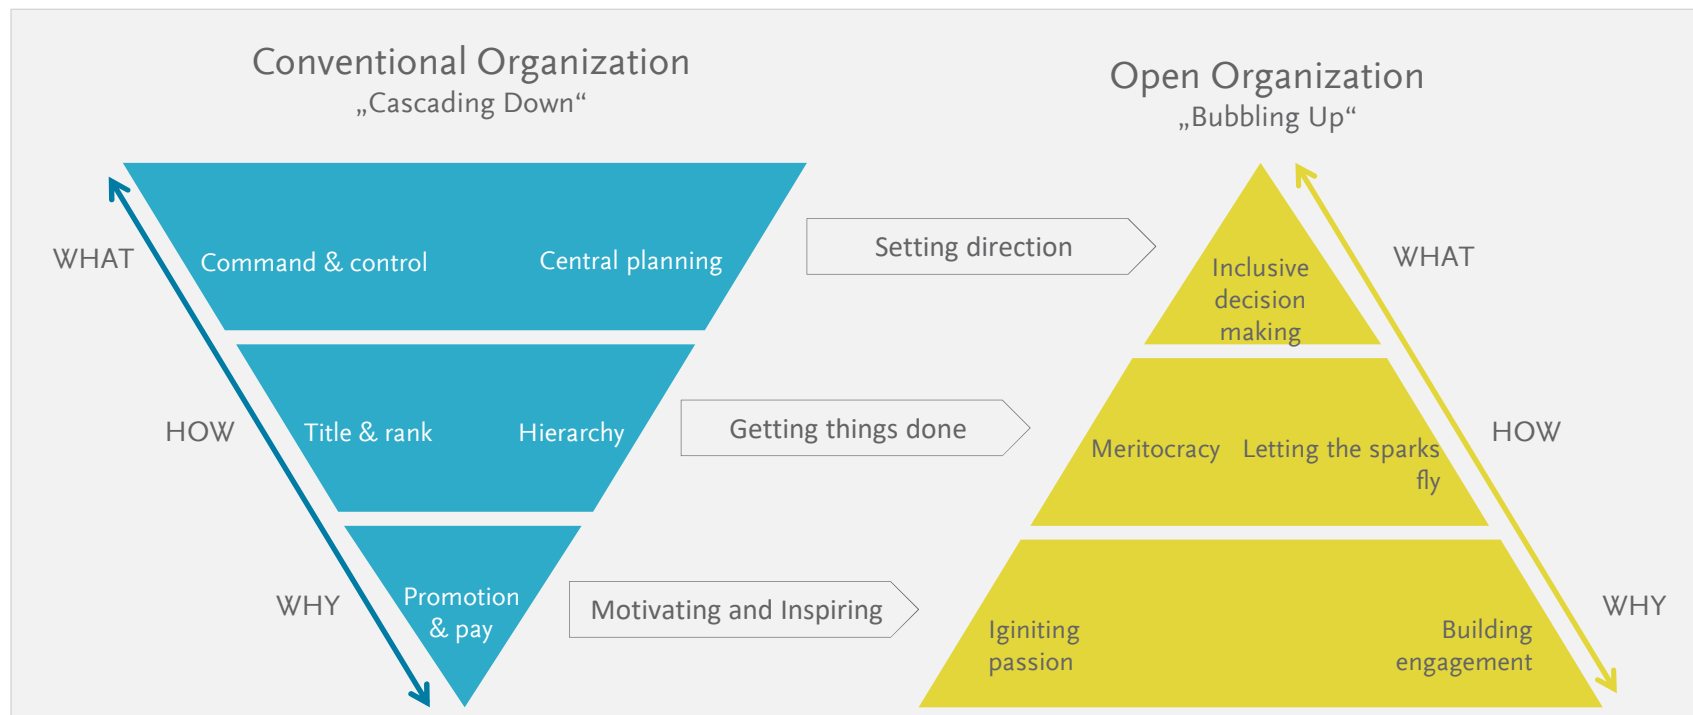 Conventional Organization
„Cascading Down“
Open Organization
„Bubbling Up“
WHAT
Command & control
Central planning
Setting direction
Inclusive
decision
making
WHAT
HOW
Title & rank
Hierarchy
Getting things done
Meritocracy
Letting the sparks
fly
HOW
WHY
Promotion
& pay
Motivating and Inspiring
Iginiting
passion
Building
engagement
WHY